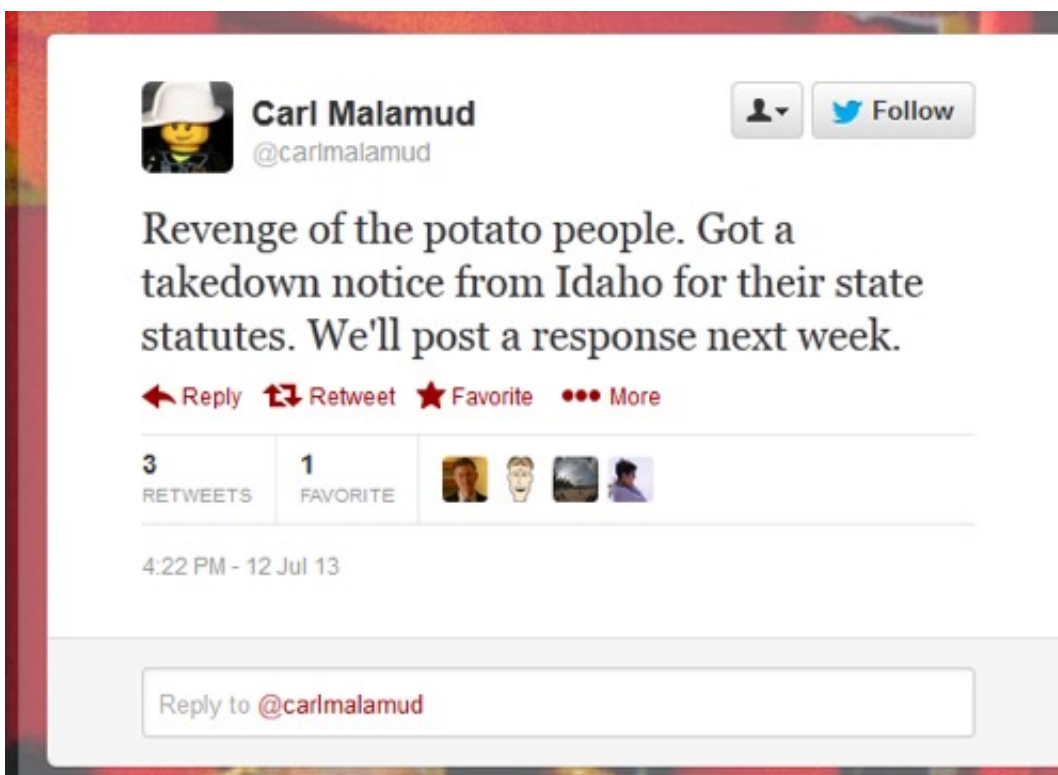 Carl Malamud
@carlmalamud
Follow
Revenge of the potato people. Got a
takedown notice from Idaho for their state
statutes. We'll post a response next week.
Reply Retweet Favorite More
3 1
RETWEETS FAVORITE
4:22 PM - 12 Jul 13
Reply to @carlmalamud